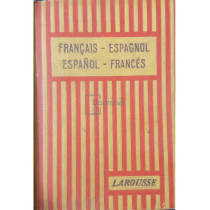 FRANÇAIS - ESPAGNOL
ESPAÑOL - FRANCÉS
LAROUSSE